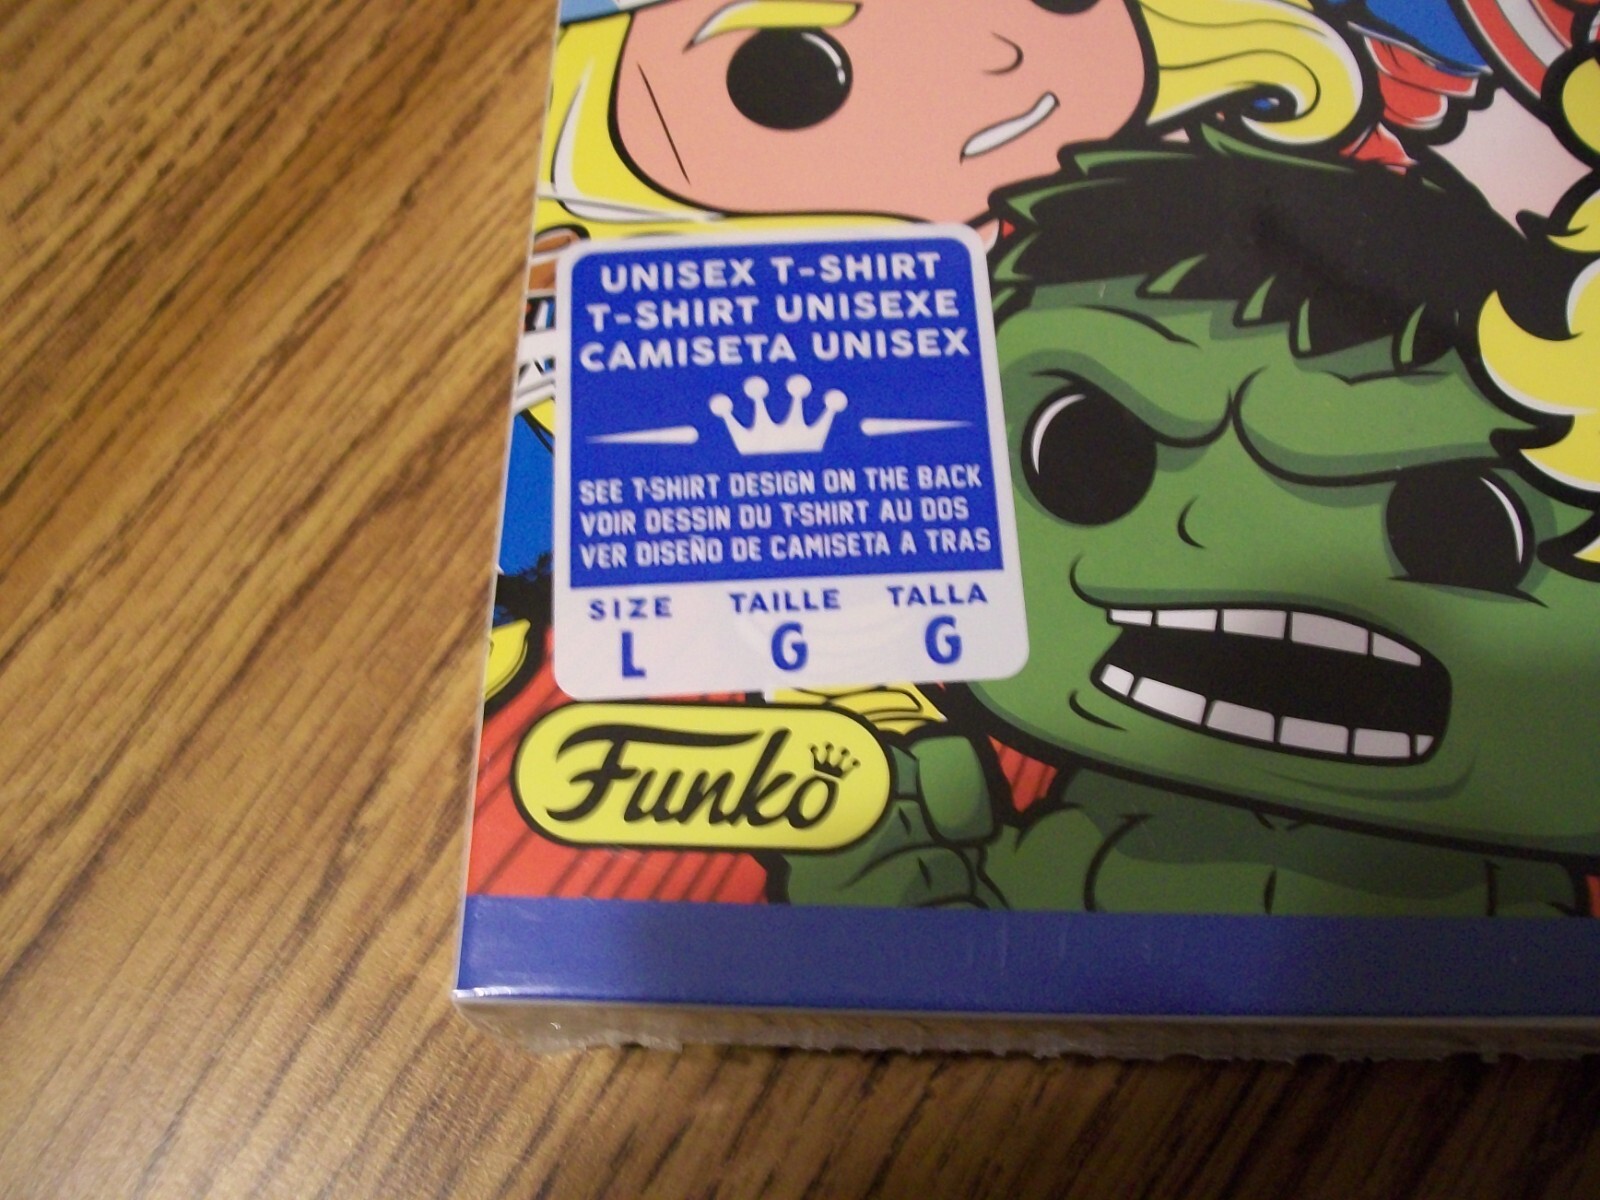 UNISEX T-SHIRT
T-SHIRT UNISEXE
CAMISETA UNISEX
SEE T-SHIRT DESIGN ON THE BACK
VOIR DESSIN DU T-SHIRT AU DOS
VER DISEÑO DE CAMISETA A TRAS
SIZE TAILLE TALLA
L G G
Funko